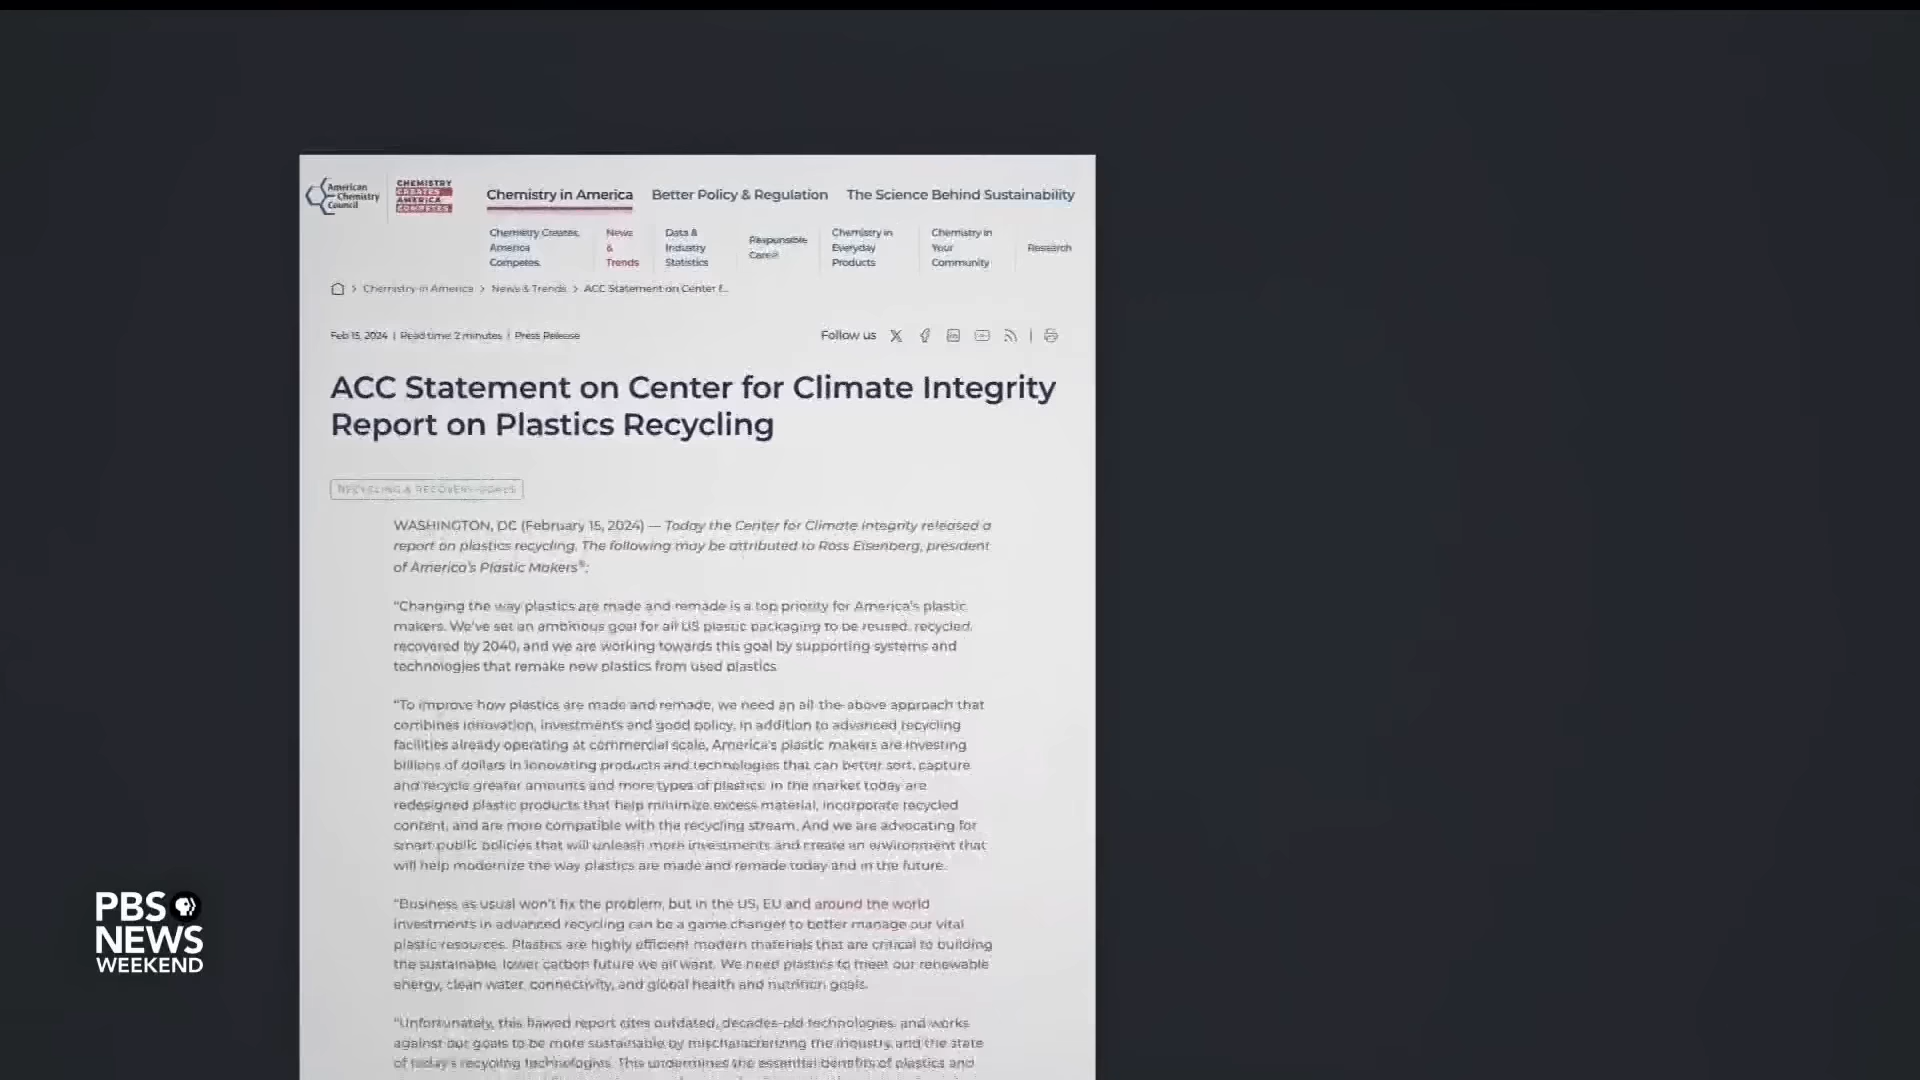 American
Chemistry
Council
CHEMISTRY
CREATES
AMERICA
COMPETES
Chemistry in America
Better Policy & Regulation
The Science Behind Sustainability
Chemistry Creates,
America
Competes.
News
&
Trends
Data &
Industry
Statistics
Responsible
Care®
Chemistry in
Everyday
Products
Chemistry in
Your
Community
Research
> Chemistry in America > News & Trends > ACC Statement on Center f...
Feb 15, 2024 | Read time: 2 minutes | Press Release
Follow us
ACC Statement on Center for Climate Integrity
Report on Plastics Recycling
RECYCLING & RECOVERY GOALS
WASHINGTON, DC (February 15, 2024) — Today the Center for Climate Integrity released a
report on plastics recycling. The following may be attributed to Ross Eisenberg, president
of America's Plastic Makers®:
"Changing the way plastics are made and remade is a top priority for America's plastic
makers. We've set an ambitious goal for all US plastic packaging to be reused, recycled,
recovered by 2040, and we are working towards this goal by supporting systems and
technologies that remake new plastics from used plastics.
"To improve how plastics are made and remade, we need an all-the-above approach that
combines innovation, investments and good policy. In addition to advanced recycling
facilities already operating at commercial scale, America's plastic makers are investing
billions of dollars in innovating products and technologies that can better sort, capture
and recycle greater amounts and more types of plastics. In the market today are
redesigned plastic products that help minimize excess material, incorporate recycled
content, and are more compatible with the recycling stream. And we are advocating for
smart public policies that will unleash more investments and create an environment that
will help modernize the way plastics are made and remade today and in the future.
"Business as usual won't fix the problem, but in the US, EU and around the world
investments in advanced recycling can be a game changer to better manage our vital
plastic resources. Plastics are highly efficient modern materials that are critical to building
the sustainable, lower carbon future we all want. We need plastics to meet our renewable
energy, clean water, connectivity, and global health and nutrition goals.
"Unfortunately, this flawed report cites outdated, decades-old technologies, and works
against our goals to be more sustainable by mischaracterizing the industry and the state
of today's recycling technologies. This undermines the essential benefits of plastics and
PBS
NEWS
WEEKEND